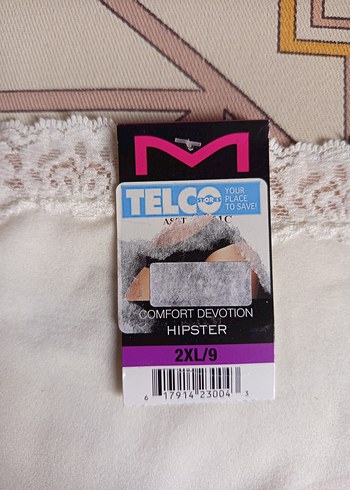 M
TELCO
STORES
YOUR
PLACE
TO SAVE!
COMFORT DEVOTION
HIPSTER
2XL/9
6 17914 23004 3